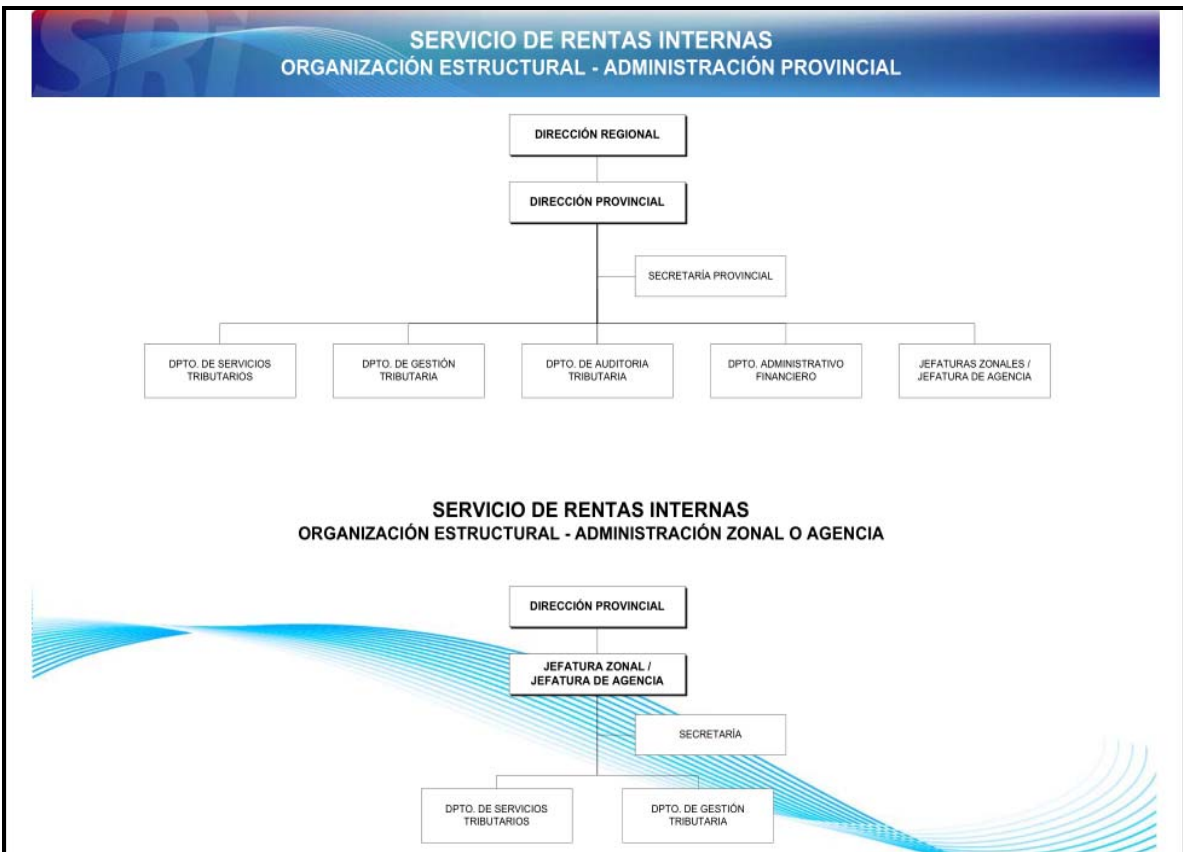 SRI
SERVICIO DE RENTAS INTERNAS
ORGANIZACIÓN ESTRUCTURAL - ADMINISTRACIÓN PROVINCIAL
DIRECCIÓN REGIONAL
DIRECCIÓN PROVINCIAL
SECRETARÍA PROVINCIAL
DPTO. DE SERVICIOS
TRIBUTARIOS
DPTO. DE GESTIÓN
TRIBUTARIA
DPTO. DE AUDITORIA
TRIBUTARIA
DPTO. ADMINISTRATIVO
FINANCIERO
JEFATURAS ZONALES /
JEFATURA DE AGENCIA
SERVICIO DE RENTAS INTERNAS
ORGANIZACIÓN ESTRUCTURAL - ADMINISTRACIÓN ZONAL O AGENCIA
DIRECCIÓN PROVINCIAL
JEFATURA ZONAL /
JEFATURA DE AGENCIA
SECRETARÍA
DPTO. DE SERVICIOS
TRIBUTARIOS
DPTO. DE GESTIÓN
TRIBUTARIA